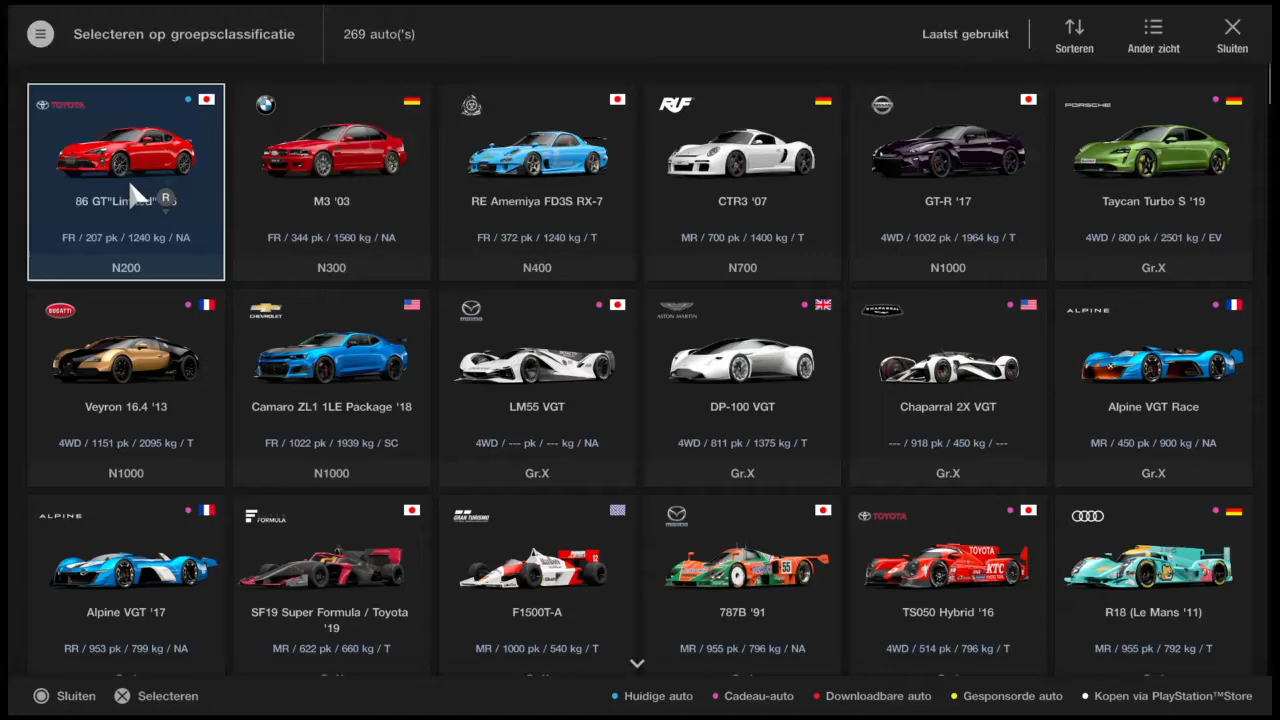 Selecteren op groepsclassificatie
269 auto('s)
Laatst gebruikt
Sorteren
Ander zicht
Sluiten
TOYOTA
86 GT"Lim
FR / 207 pk / 1240 kg / NA
N200
M3 '03
FR / 344 pk / 1560 kg / NA
N300
RE Amemiya FD3S RX-7
FR / 372 pk / 1240 kg / T
N400
RUF
CTR3 '07
MR / 700 pk / 1400 kg / T
N700
GT-R '17
4WD / 1002 pk / 1964 kg / T
N1000
PORSCHE
Taycan Turbo S '19
4WD / 800 pk / 2501 kg / EV
Gr.X
BUGATTI
Veyron 16.4 '13
4WD / 1151 pk / 2095 kg / T
N1000
CHEVROLET
Camaro ZL1 1LE Package '18
FR / 1022 pk / 1939 kg / SC
N1000
mazda
LM55 VGT
4WD / --- pk / --- kg / NA
Gr.X
ASTON MARTIN
DP-100 VGT
4WD / 811 pk / 1375 kg / T
Gr.X
CHAPARRAL
Chaparral 2X VGT
--- / 918 pk / 450 kg / ---
Gr.X
ALPINE
Alpine VGT Race
MR / 450 pk / 900 kg / NA
Gr.X
ALPINE
Alpine VGT '17
RR / 953 pk / 799 kg / NA
FORMULA
SF19 Super Formula / Toyota
'19
MR / 622 pk / 660 kg / T
GRAN TURISMO
12
F1500T-A
MR / 1000 pk / 540 kg / T
mazda
55
787B '91
MR / 955 pk / 796 kg / NA
TOYOTA
TOYOTA
KTC
TS050 Hybrid '16
4WD / 514 pk / 796 kg / T
R18 (Le Mans '11)
MR / 955 pk / 792 kg / T
R
Sluiten
Selecteren
Huidige auto
Cadeau-auto
Downloadbare auto
Gesponsorde auto
Kopen via PlayStation™Store